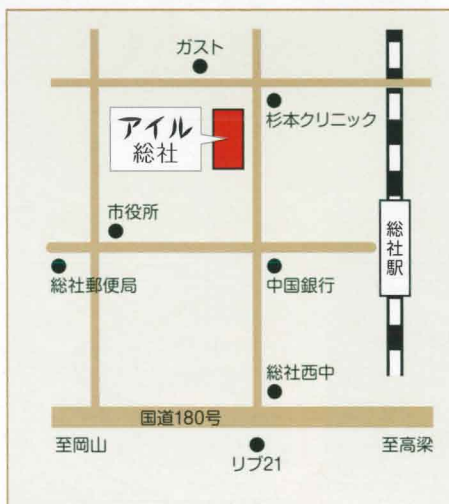 ガスト
杉本クリニック
アイル
総社
市役所
総社駅
総社郵便局
中国銀行
総社西中
国道180号
至岡山
リブ21
至高梁